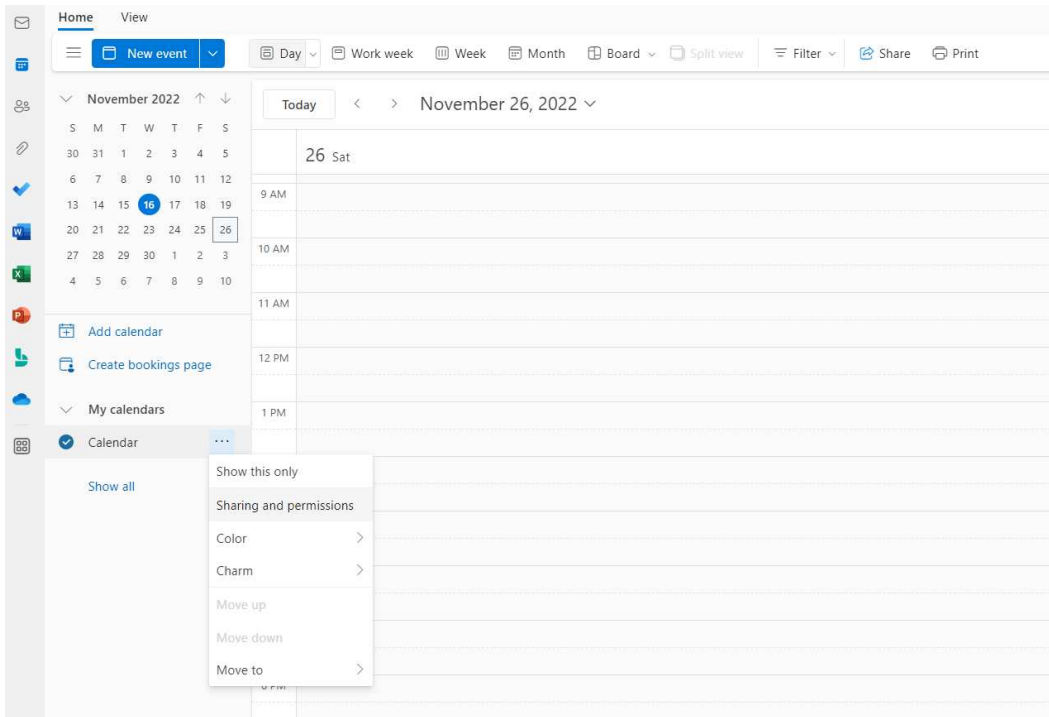 Home View
New event Day Work week Week Month Board Split view Filter Share Print
November 2022
S M T W T F S
30 31 1 2 3 4 5
6 7 8 9 10 11 12
13 14 15 16 17 18 19
20 21 22 23 24 25 26
27 28 29 30 1 2 3
4 5 6 7 8 9 10
Add calendar
Create bookings page
My calendars
Calendar ...
Show all
Today November 26, 2022
26 Sat
9 AM
10 AM
11 AM
12 PM
1 PM
Show this only
Sharing and permissions
Color
Charm
Move up
Move down
Move to